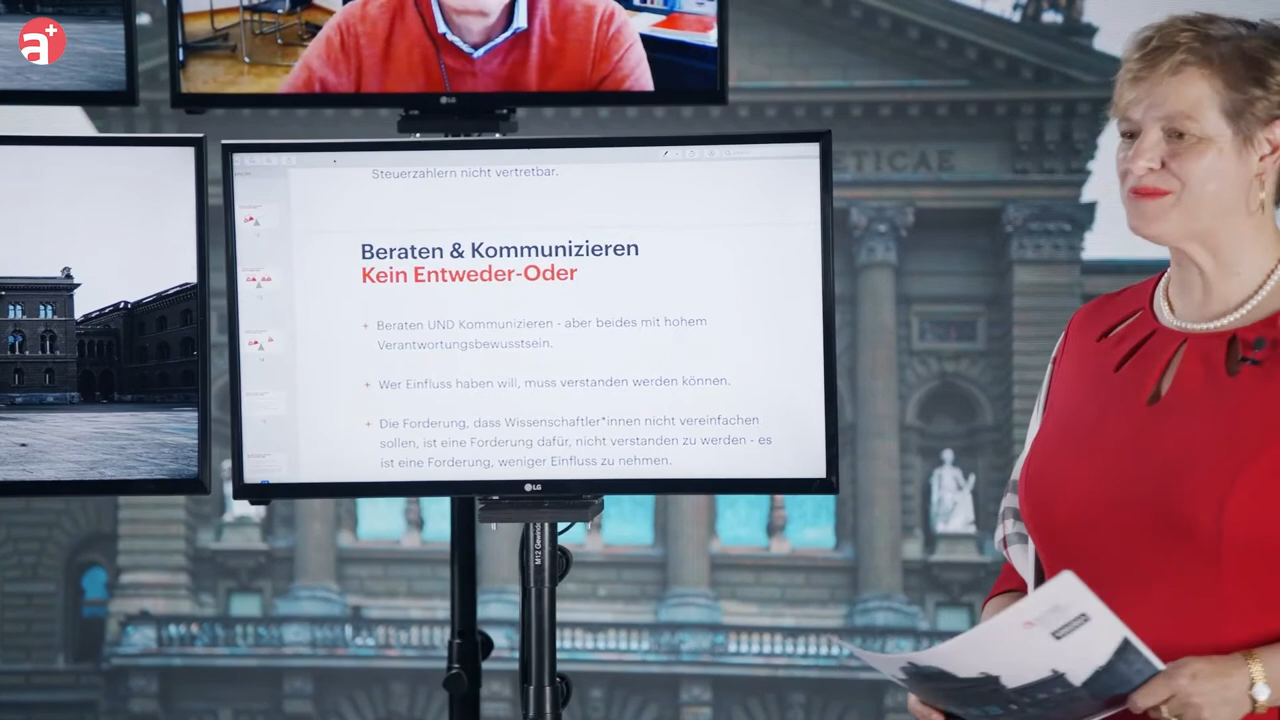 a+
LG
ETICAE
Steuerzahlern nicht vertretbar.
Beraten & Kommunizieren
Kein Entweder-Oder
+ Beraten UND Kommunizieren - aber beides mit hohem
Verantwortungsbewusstsein.
+ Wer Einfluss haben will, muss verstanden werden können.
+ Die Forderung, dass Wissenschaftler*innen nicht vereinfachen
sollen, ist eine Forderung dafür, nicht verstanden zu werden - es
ist eine Forderung, weniger Einfluss zu nehmen.
LG
M12 Gewinde